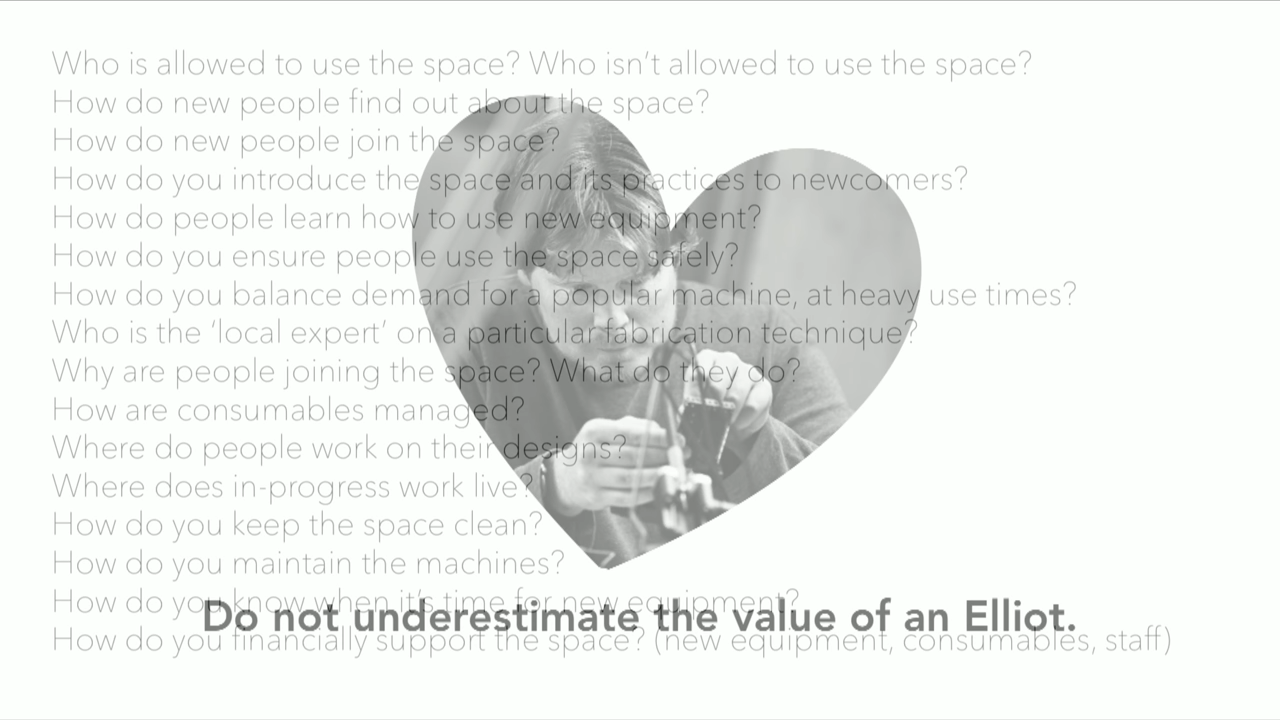 Who is allowed to use the space? Who isn’t allowed to use the space?
How do new people find out about the space?
How do new people join the space?
How do you introduce the space and its practices to newcomers?
How do people learn how to use new equipment?
How do you ensure people use the space safely?
How do you balance demand for a popular machine, at heavy use times?
Who is the ‘local expert’ on a particular fabrication technique?
Why are people joining the space? What do they do?
How are consumables managed?
Where do people work on their designs?
Where does in-progress work live?
How do you keep the space clean?
How do you maintain the machines?
How do you know when it’s time for new equipment?
Do not underestimate the value of an Elliot.
How do you financially support the space? (new equipment, consumables, staff)